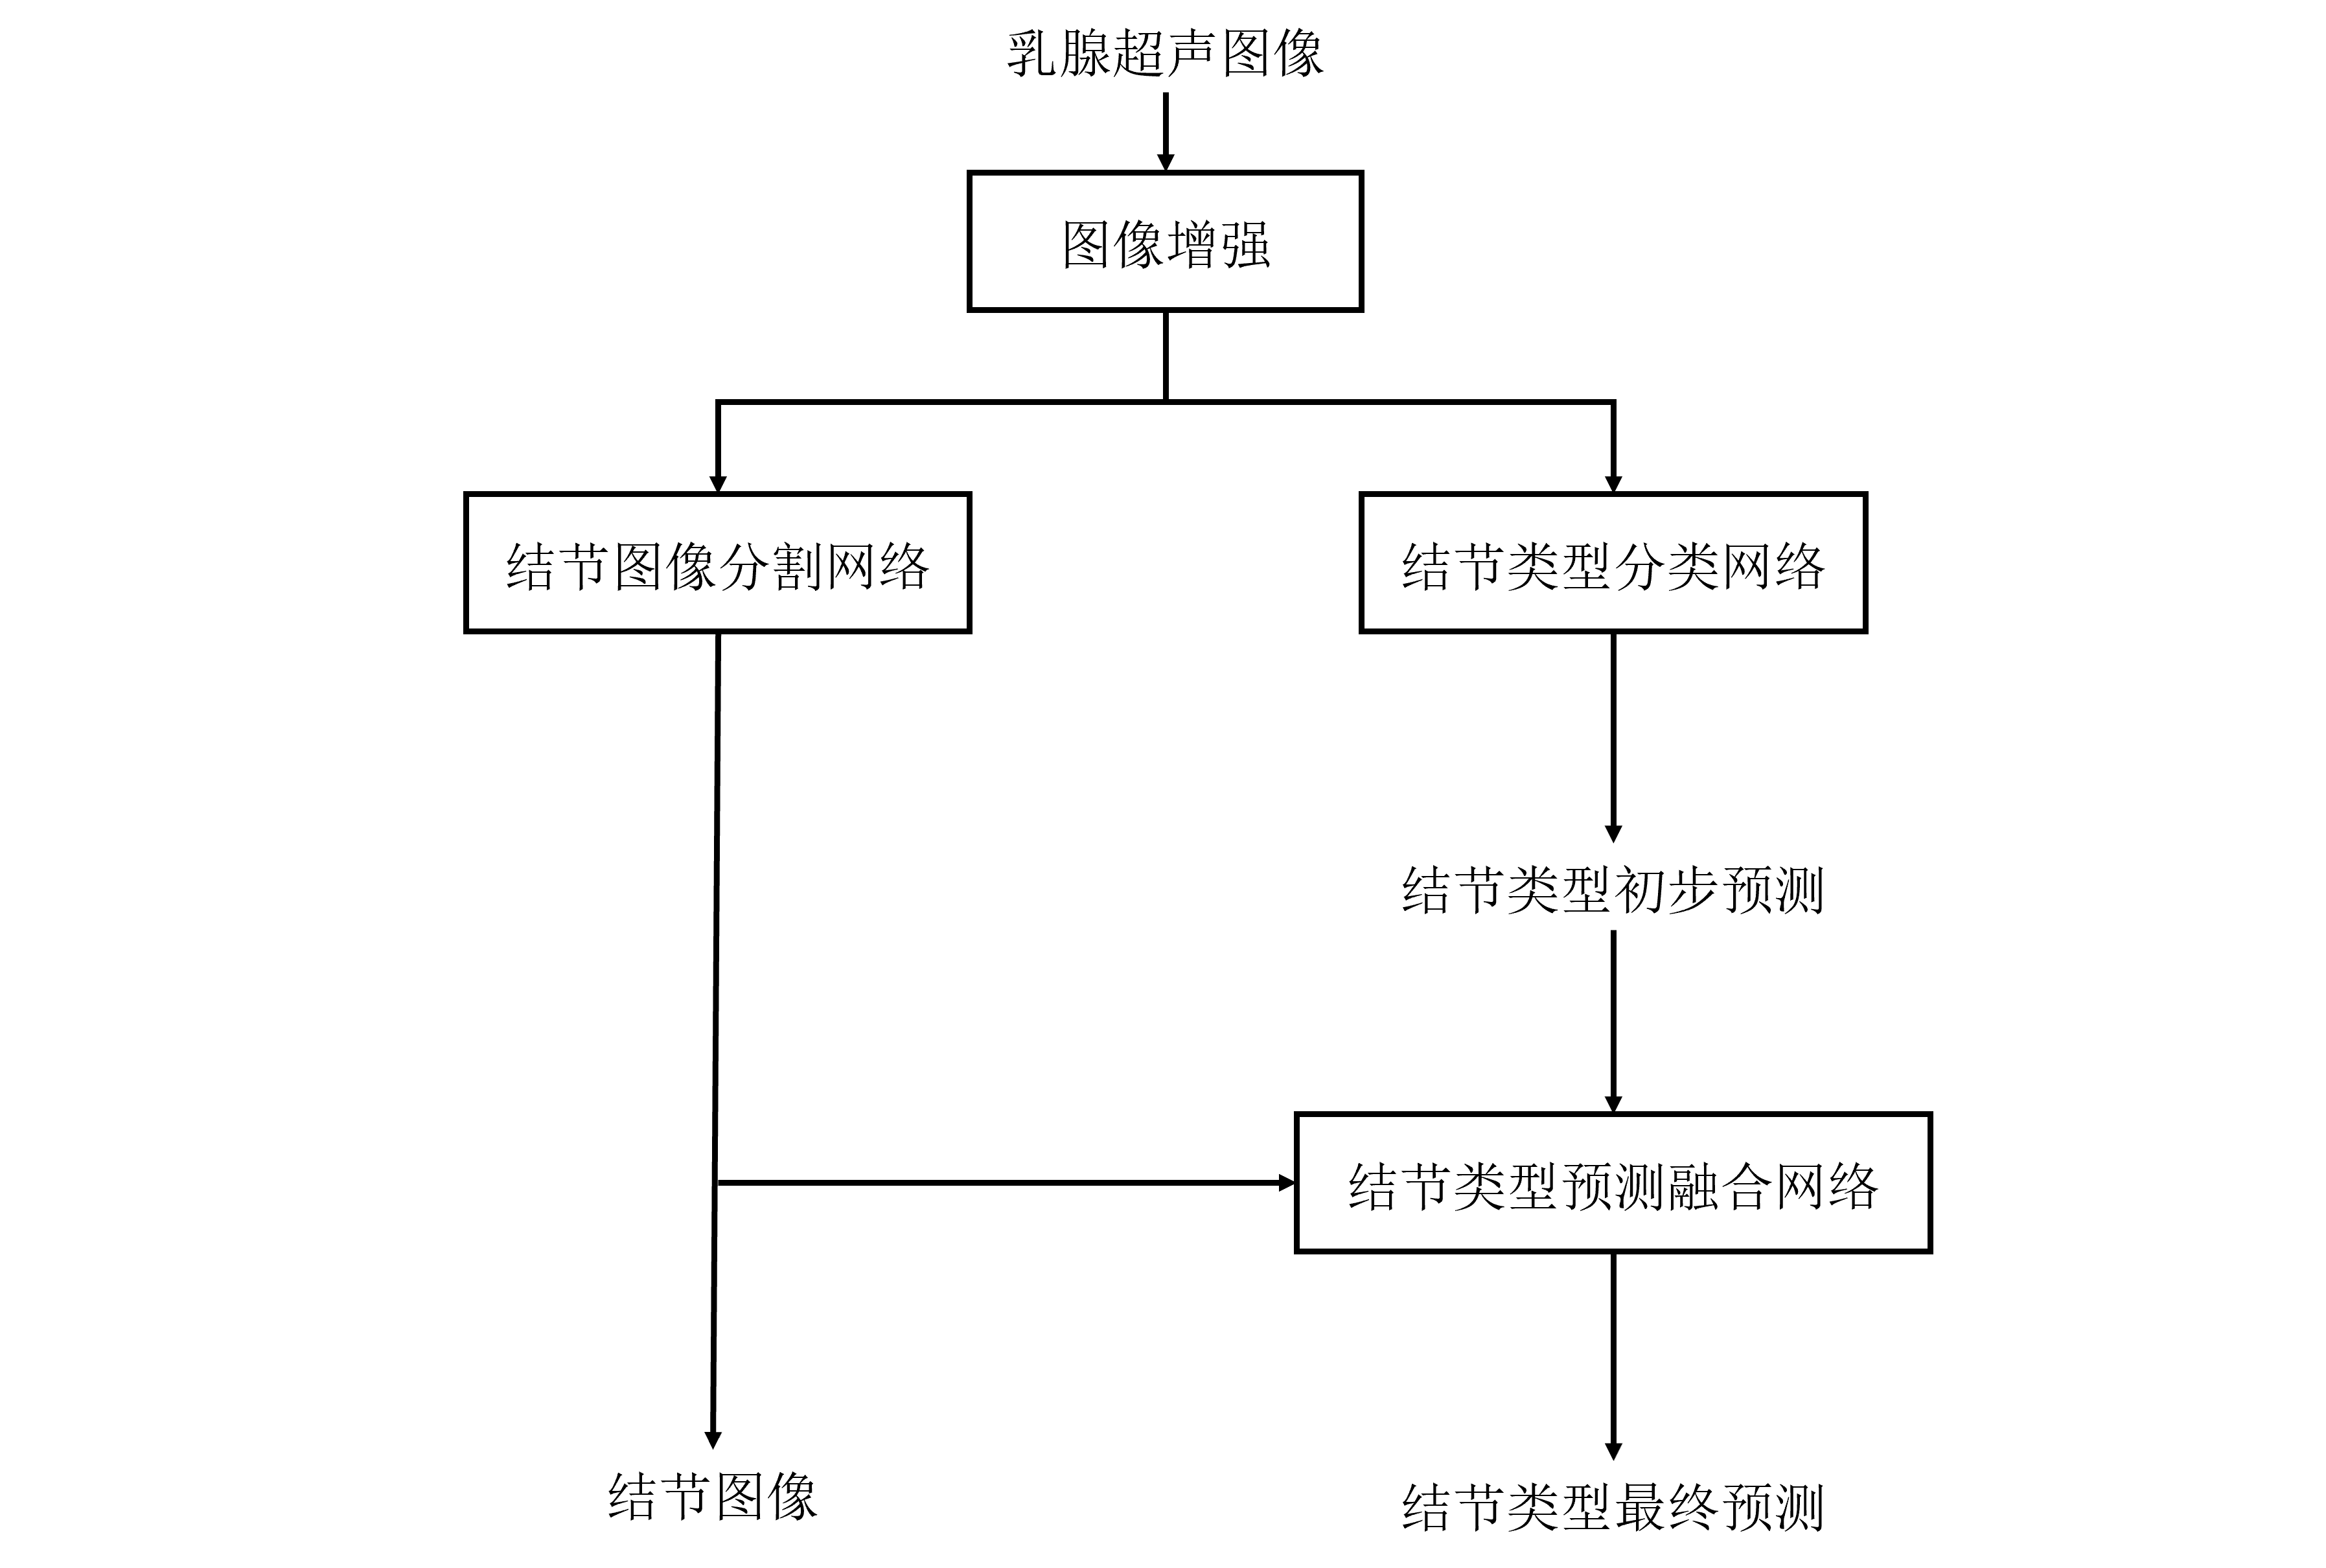 乳腺超声图像
图像增强
结节图像分割网络
结节类型分类网络
结节类型初步预测
结节类型预测融合网络
结节图像
结节类型最终预测